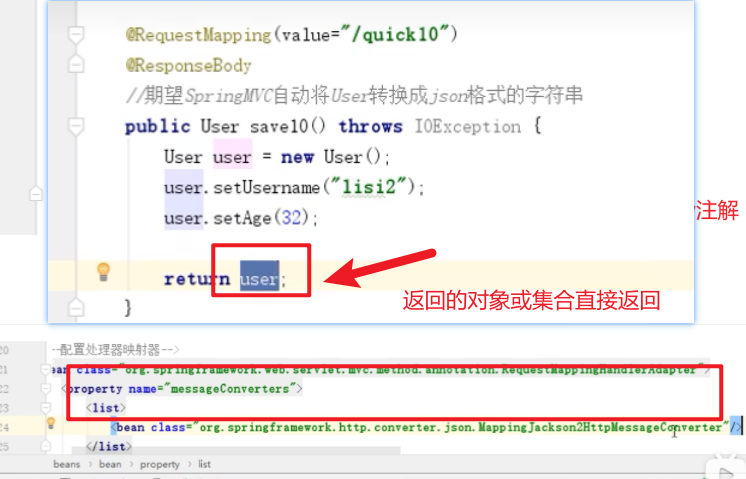 @RequestMapping(value="/quick10")
@ResponseBody
//期望SpringMVC自动将User转换成json格式的字符串
public User save10() throws IOException {
User user = new User();
user.setUsername("lisi2");
user.setAge(32);
注解
return user;
返回的对象或集合直接返回
}
20 --配置处理器映射器-->
21 ean class="org.springframework.web.servlet.mvc.method.annotation.RequestMappingHandlerAdapter">
22 <property name="messageConverters">
23 <list>
24 <bean class="org.springframework.http.converter.json.MappingJackson2HttpMessageConverter"/>
25 </list>
beans › bean › property › list